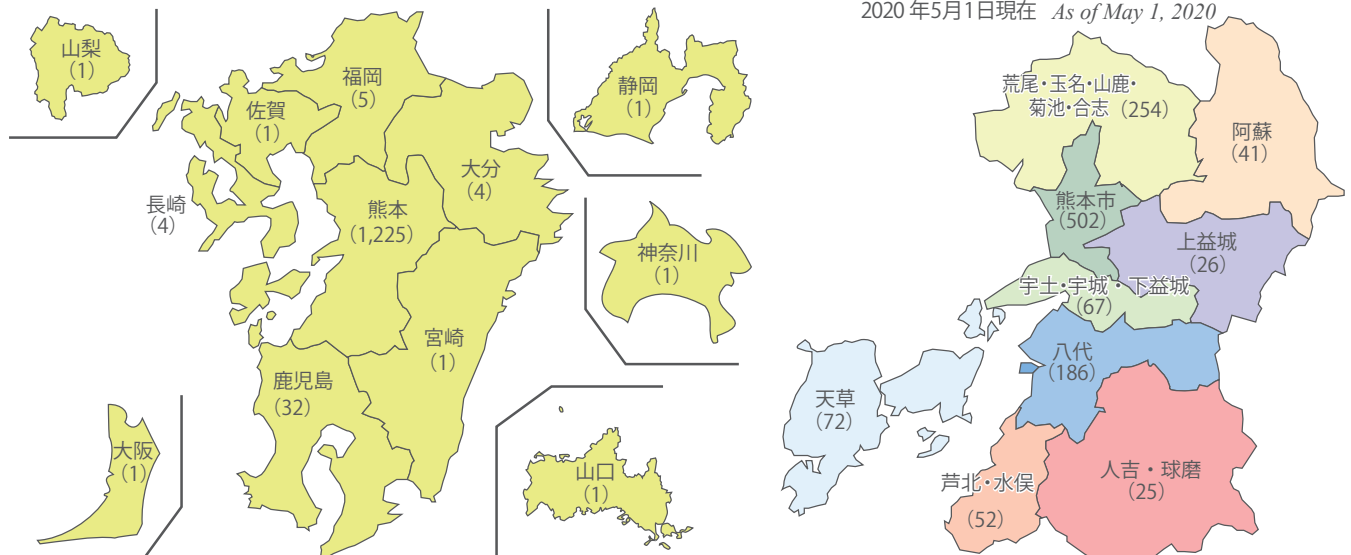 2020年5月1日現在 As of May 1, 2020
山梨
(1)
福岡
(5)
佐賀
(1)
長崎
(4)
大分
(4)
熊本
(1,225)
宮崎
(1)
鹿児島
(32)
大阪
(1)
静岡
(1)
神奈川
(1)
山口
(1)
荒尾・玉名・山鹿・
菊池・合志 (254)
阿蘇
(41)
熊本市
(502)
上益城
(26)
宇土・宇城・下益城
(67)
八代
(186)
天草
(72)
人吉・球磨
(25)
芦北・水俣
(52)